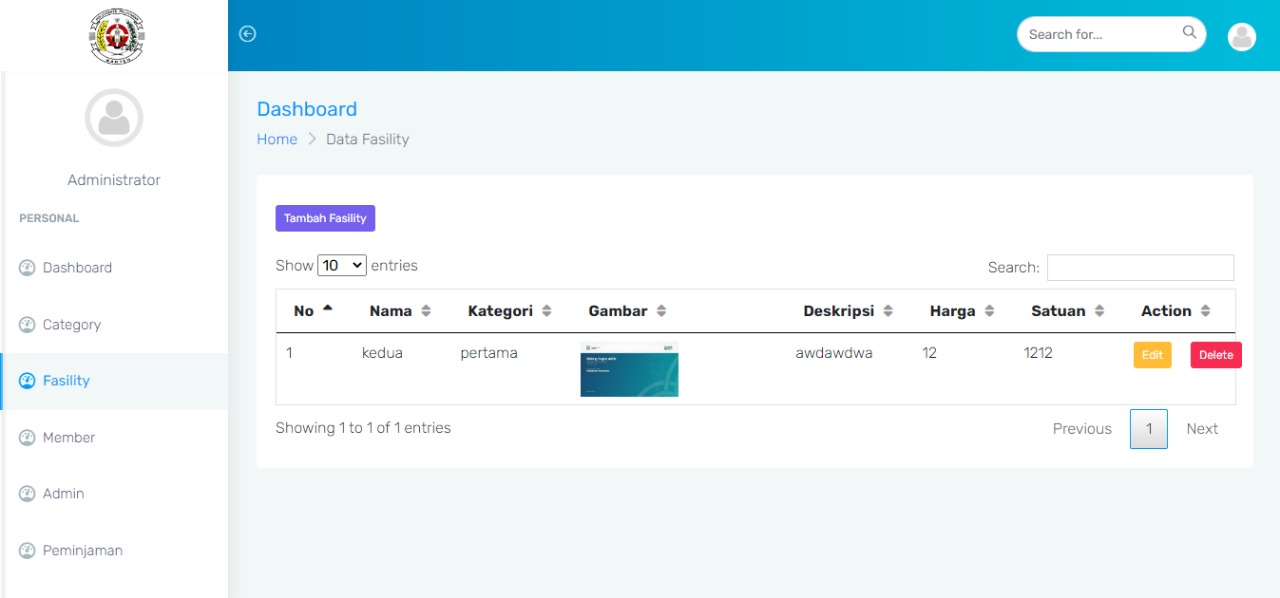 Search for...
Administrator
PERSONAL
Dashboard
Category
Fasility
Member
Admin
Peminjaman
Dashboard
Home > Data Fasility
Tambah Fasility
Show 10 entries
Search:
No Nama Kategori Gambar Deskripsi Harga Satuan Action
1 kedua pertama awdawdwa 12 1212 Edit Delete
Showing 1 to 1 of 1 entries
Previous 1 Next